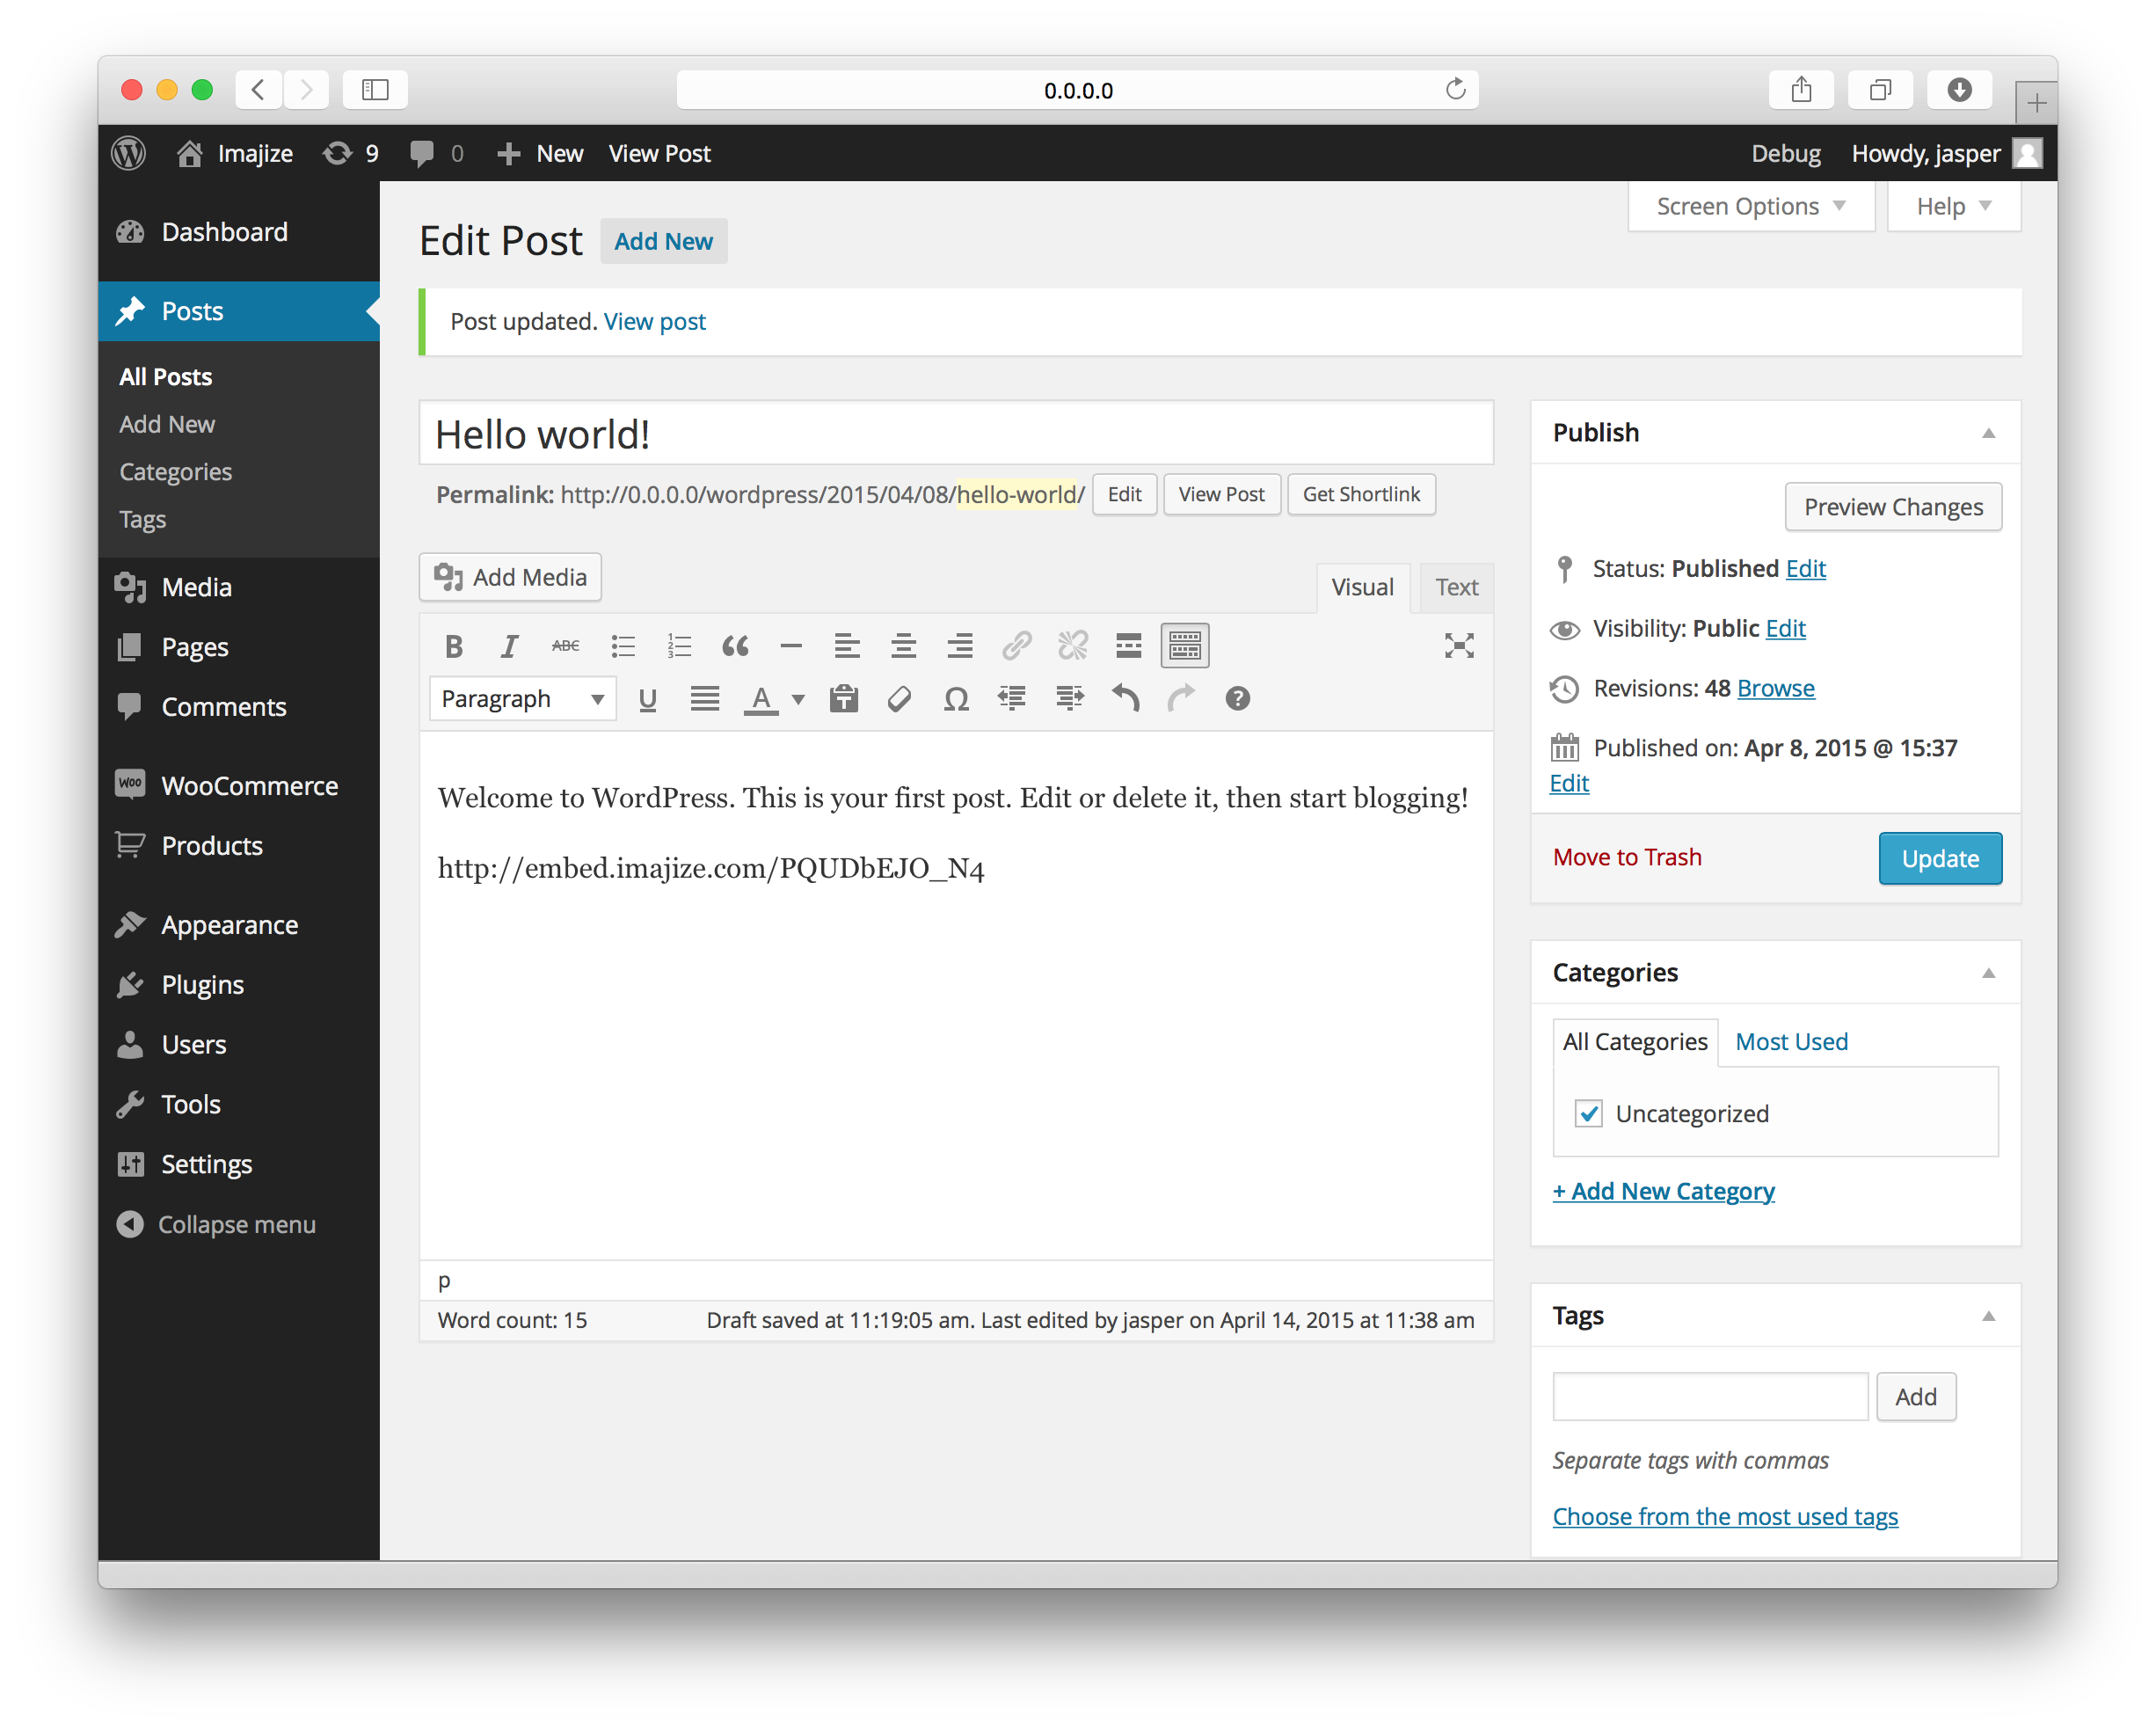 0.0.0.0
Imajize 9 0 New View Post Debug Howdy, jasper
Screen Options Help
Dashboard
Posts
All Posts
Add New
Categories
Tags
Media
Pages
Comments
WOO WooCommerce
Products
Appearance
Plugins
Users
Tools
Settings
Collapse menu
Edit Post Add New
Post updated. View post
Hello world!
Permalink: http://0.0.0.0/wordpress/2015/04/08/hello-world/ Edit View Post Get Shortlink
Add Media Visual Text
B I ABC
Paragraph U A
Welcome to WordPress. This is your first post. Edit or delete it, then start blogging!
http://embed.imajize.com/PQUDbEJO_N4
p
Word count: 15 Draft saved at 11:19:05 am. Last edited by jasper on April 14, 2015 at 11:38 am
Publish
Preview Changes
Status: Published Edit
Visibility: Public Edit
Revisions: 48 Browse
Published on: Apr 8, 2015 @ 15:37
Edit
Move to Trash Update
Categories
All Categories Most Used
Uncategorized
+ Add New Category
Tags
Add
Separate tags with commas
Choose from the most used tags